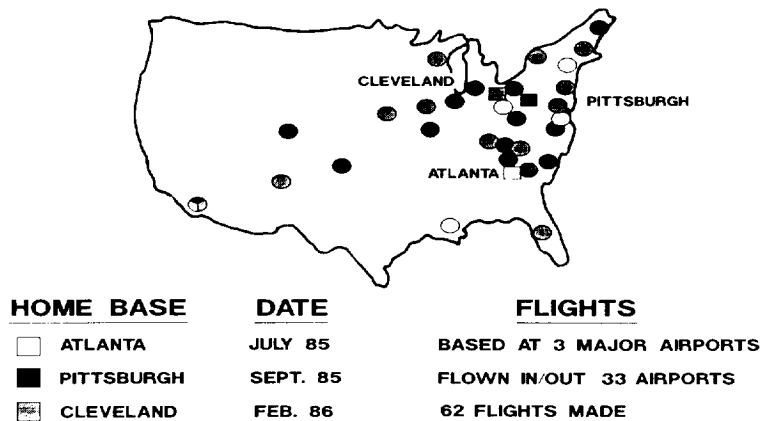 CLEVELAND
PITTSBURGH
ATLANTA
HOME BASE DATE FLIGHTS
ATLANTA JULY 85 BASED AT 3 MAJOR AIRPORTS
PITTSBURGH SEPT. 85 FLOWN IN/OUT 33 AIRPORTS
CLEVELAND FEB. 86 62 FLIGHTS MADE